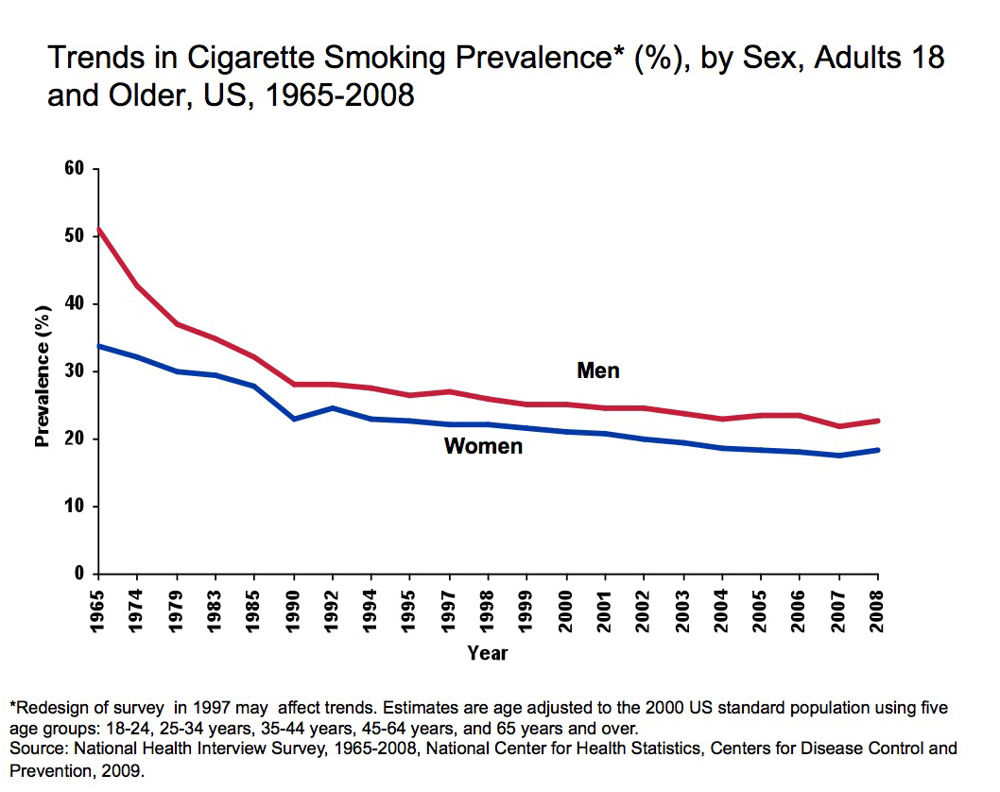 Trends in Cigarette Smoking Prevalence* (%), by Sex, Adults 18
and Older, US, 1965-2008
60
50
40
30
20
10
0
Prevalence (%)
Men
Women
1965
1974
1979
1983
1985
1990
1992
1994
1995
1997
1998
1999
2000
2001
2002
2003
2004
2005
2006
2007
2008
Year
*Redesign of survey  in 1997 may  affect trends. Estimates are age adjusted to the 2000 US standard population using five
age groups: 18-24, 25-34 years, 35-44 years, 45-64 years, and 65 years and over.
Source: National Health Interview Survey, 1965-2008, National Center for Health Statistics, Centers for Disease Control and
Prevention, 2009.